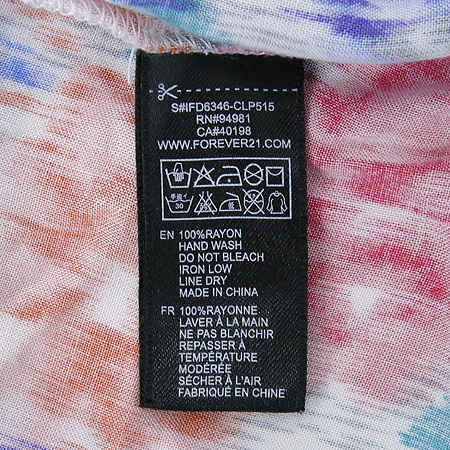 S#IFD6346-CLP515
RN#94981
CA#40198
WWW.FOREVER21.COM
EN 100%RAYON
HAND WASH
DO NOT BLEACH
IRON LOW
LINE DRY
MADE IN CHINA
FR 100%RAYONNE
LAVER À LA MAIN
NE PAS BLANCHIR
REPASSER À
TEMPÉRATURE
MODÉRÉE
SÉCHER À L'AIR
FABRIQUÉ EN CHINE